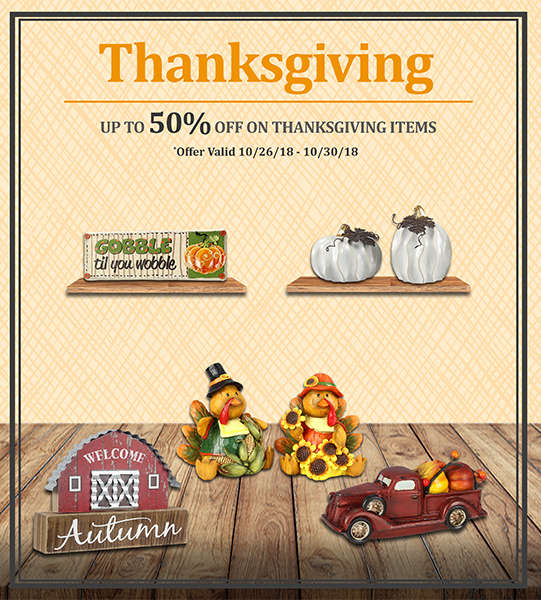 Thanksgiving
UP TO 50% OFF ON THANKSGIVING ITEMS
*Offer Valid 10/26/18 - 10/30/18
GOBBLE
til you wobble
WELCOME
Autumn